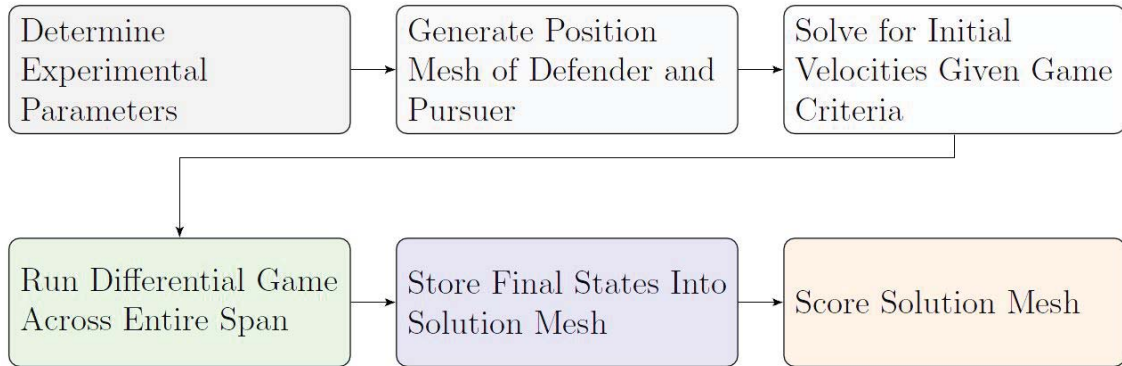 Determine
Experimental
Parameters
Generate Position
Mesh of Defender and
Pursuer
Solve for Initial
Velocities Given Game
Criteria
Run Differential Game
Across Entire Span
Store Final States Into
Solution Mesh
Score Solution Mesh